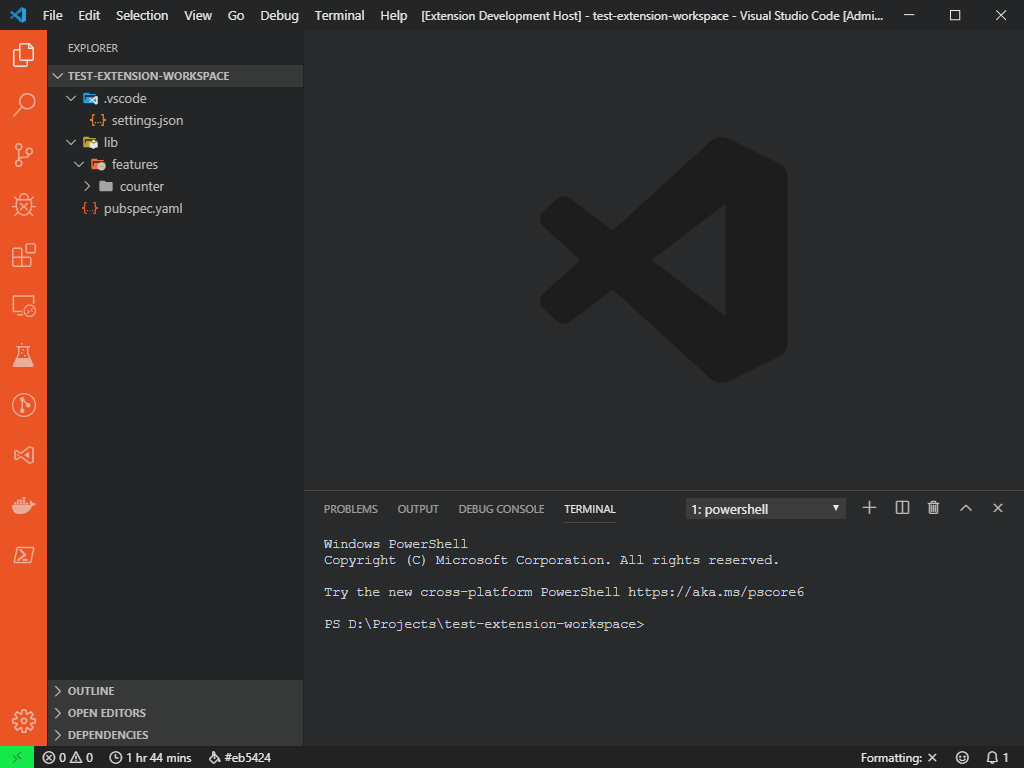 File Edit Selection View Go Debug Terminal Help [Extension Development Host] - test-extension-workspace - Visual Studio Code [Admi...
EXPLORER
TEST-EXTENSION-WORKSPACE
.vscode
{..} settings.json
lib
features
counter
{..} pubspec.yaml
PROBLEMS OUTPUT DEBUG CONSOLE TERMINAL 1: powershell
Windows PowerShell
Copyright (C) Microsoft Corporation. All rights reserved.
Try the new cross-platform PowerShell https://aka.ms/pscore6
PS D:\Projects\test-extension-workspace>
OUTLINE
OPEN EDITORS
DEPENDENCIES
0 0 1 hr 44 mins #eb5424 Formatting: ✕ 1